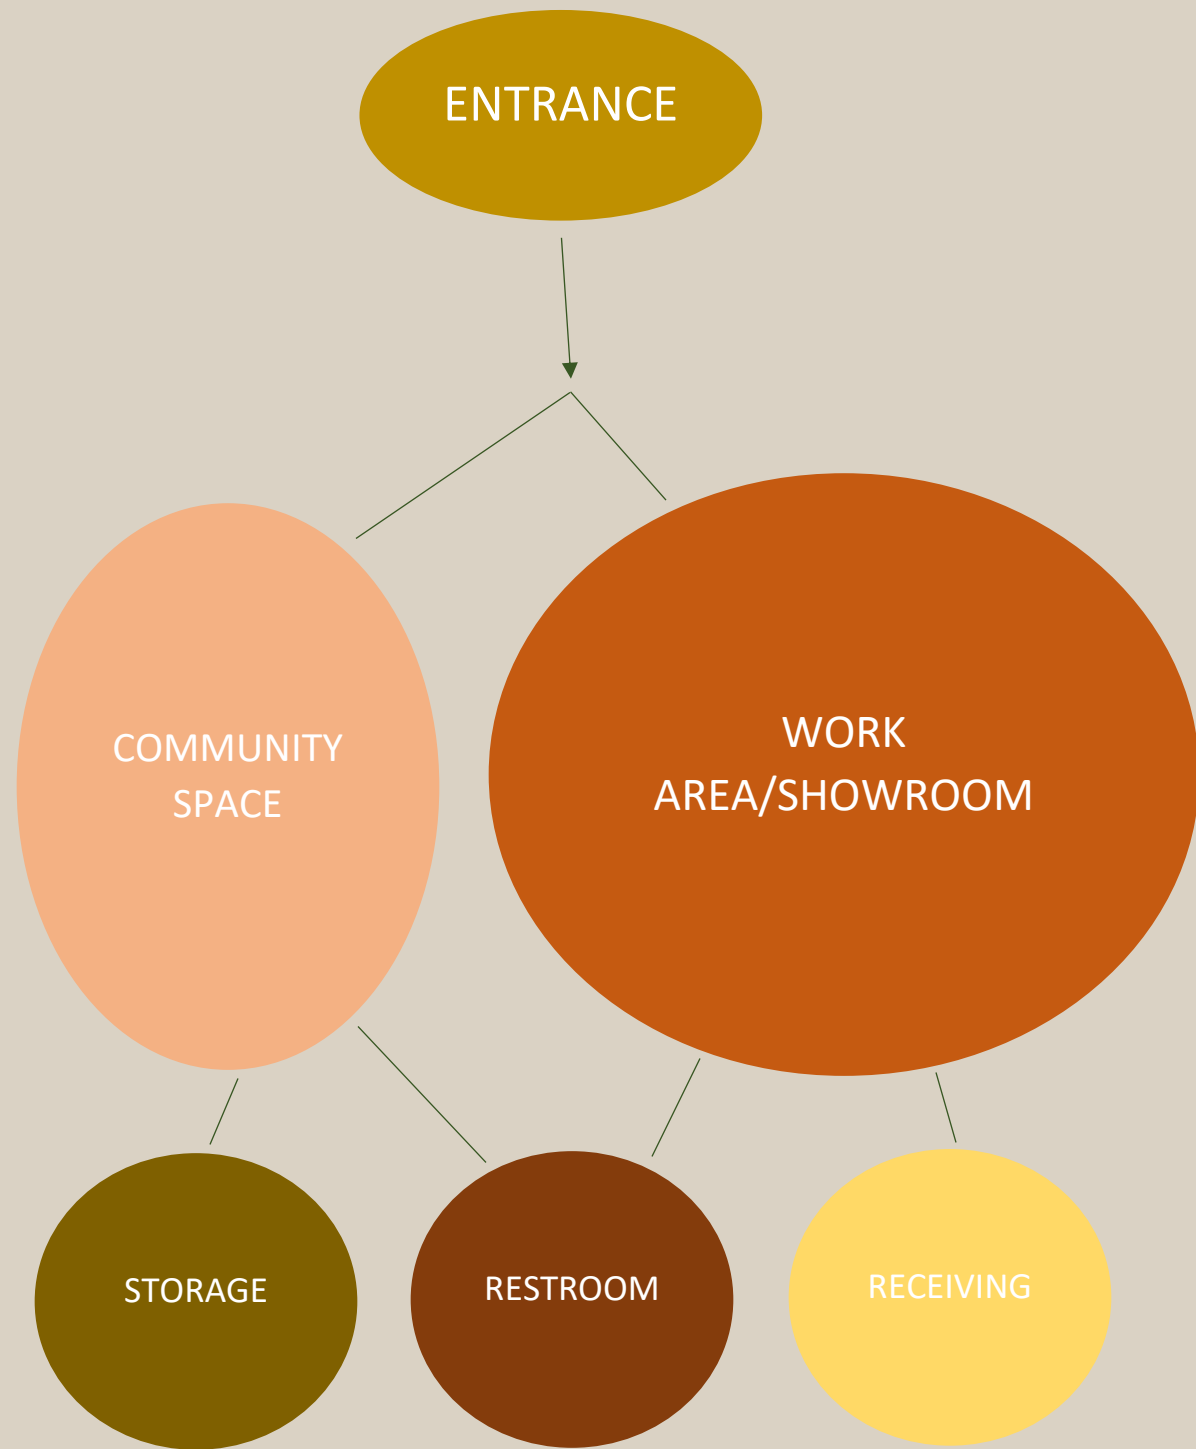 ENTRANCE
COMMUNITY
SPACE
WORK
AREA/SHOWROOM
STORAGE
RESTROOM
RECEIVING